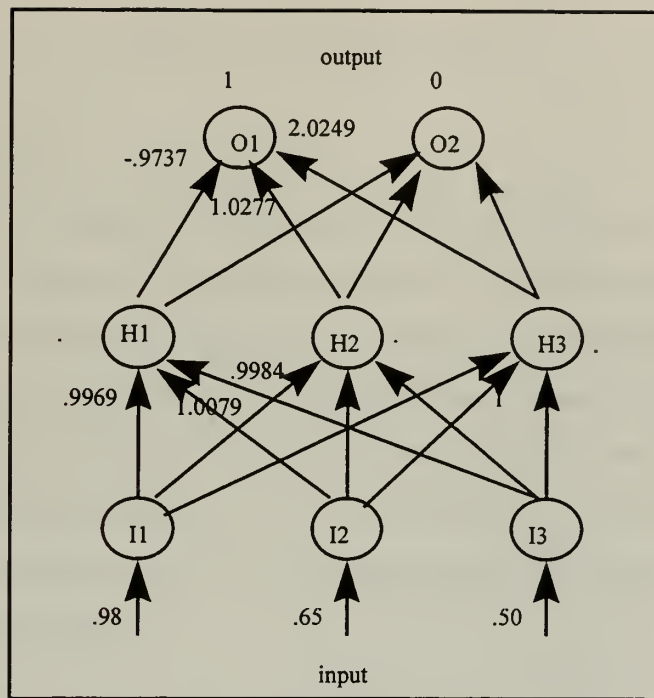 output
1 0
O1 2.0249 O2
-.9737
1.0277
H1 H2 H3
.9984
.9969 1.0079 1
I1 I2 I3
.98 .65 .50
input